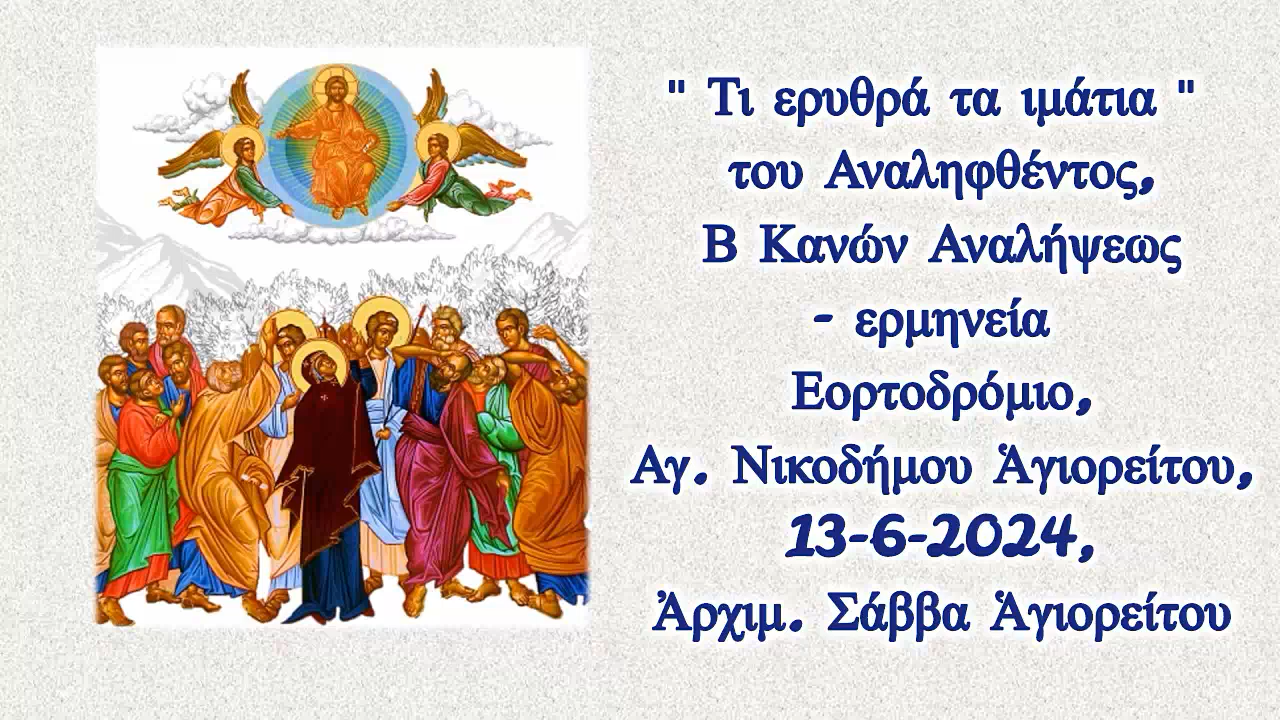 " Τι ερυθρά τα ιμάτια "
του Αναληφθέντος,
Β Κανών Αναλήψεως
- ερμηνεία
Εορτοδρόμιο,
Αγ. Νικοδήμου Ἁγιορείτου,
13-6-2024,
Ἀρχιμ. Σάββα Ἁγιορείτου